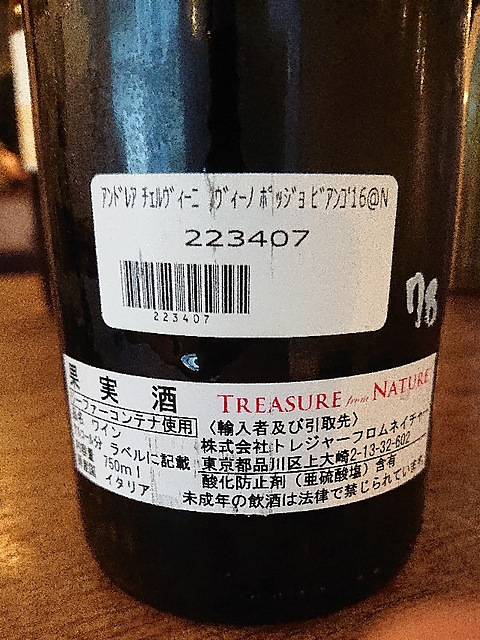 アンドレア チェルヴィーニ ヴィーノ ポッジョ ビアンコ'16@N
223407
223407
78
果実酒
TREASURE from NATURE
リーファーコンテナ使用
〈輸入者及び引取先〉
ワイン
株式会社トレジャーフロムネイチャー
ラベルに記載
東京都品川区上大崎2-13-32-602
750ml
酸化防止剤(亜硫酸塩)含有
イタリア
未成年の飲酒は法律で禁じられています